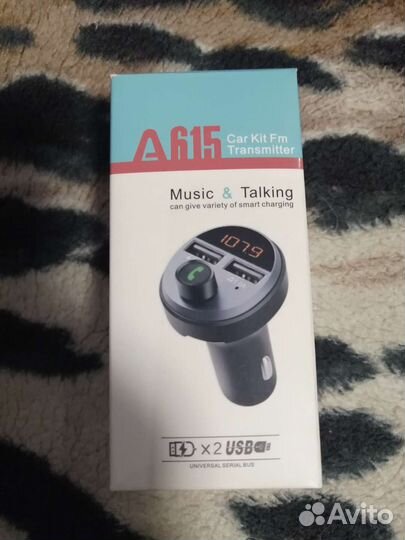 A615 Car Kit Fm
Transmitter
Music & Talking
can give variety of smart charging
107.9
x2 USB
UNIVERSAL SERIAL BUS
Avito